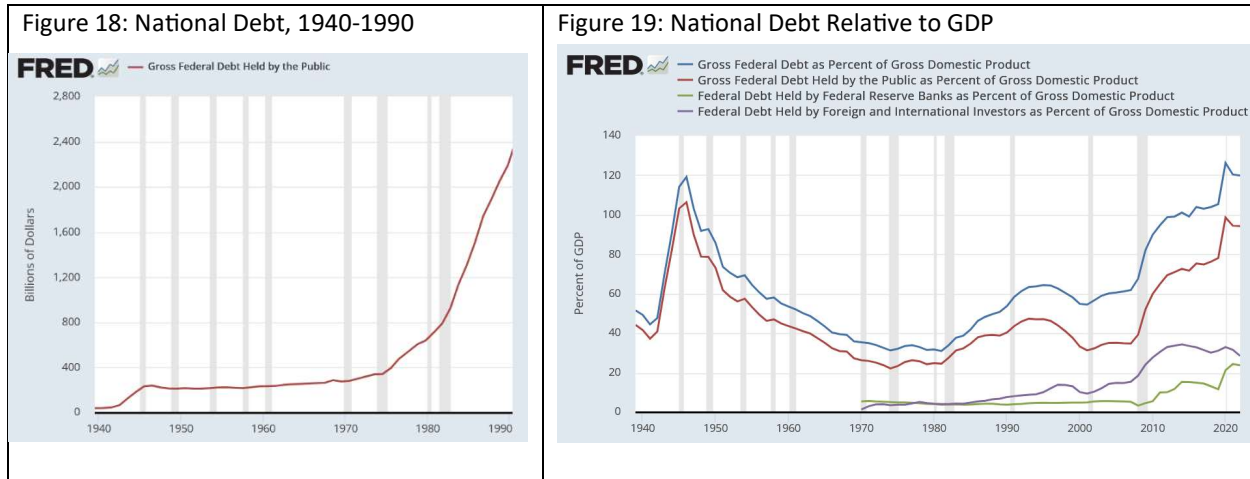 Figure 18: National Debt, 1940-1990
FRED — Gross Federal Debt Held by the Public
2,800
2,400
2,000
1,600
1,200
800
400
0
Billions of Dollars
1940 1950 1960 1970 1980 1990
Figure 19: National Debt Relative to GDP
FRED — Gross Federal Debt as Percent of Gross Domestic Product
— Gross Federal Debt Held by the Public as Percent of Gross Domestic Product
— Federal Debt Held by Federal Reserve Banks as Percent of Gross Domestic Product
— Federal Debt Held by Foreign and International Investors as Percent of Gross Domestic Product
140
120
100
80
60
40
20
0
Percent of GDP
1940 1950 1960 1970 1980 1990 2000 2010 2020